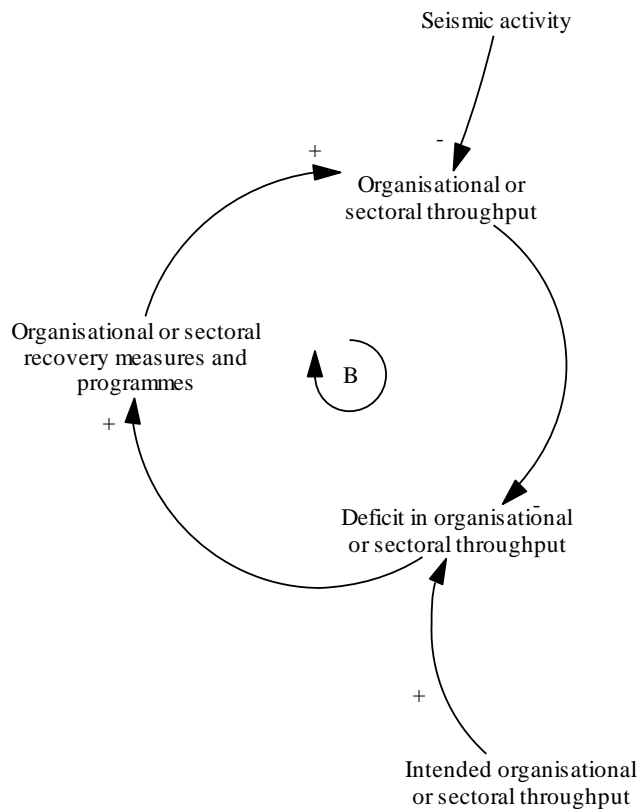 Seismic activity
-
+
Organisational or
sectoral throughput
Organisational or sectoral
recovery measures and
programmes
B
+
-
Deficit in organisational
or sectoral throughput
+
Intended organisational
or sectoral throughput